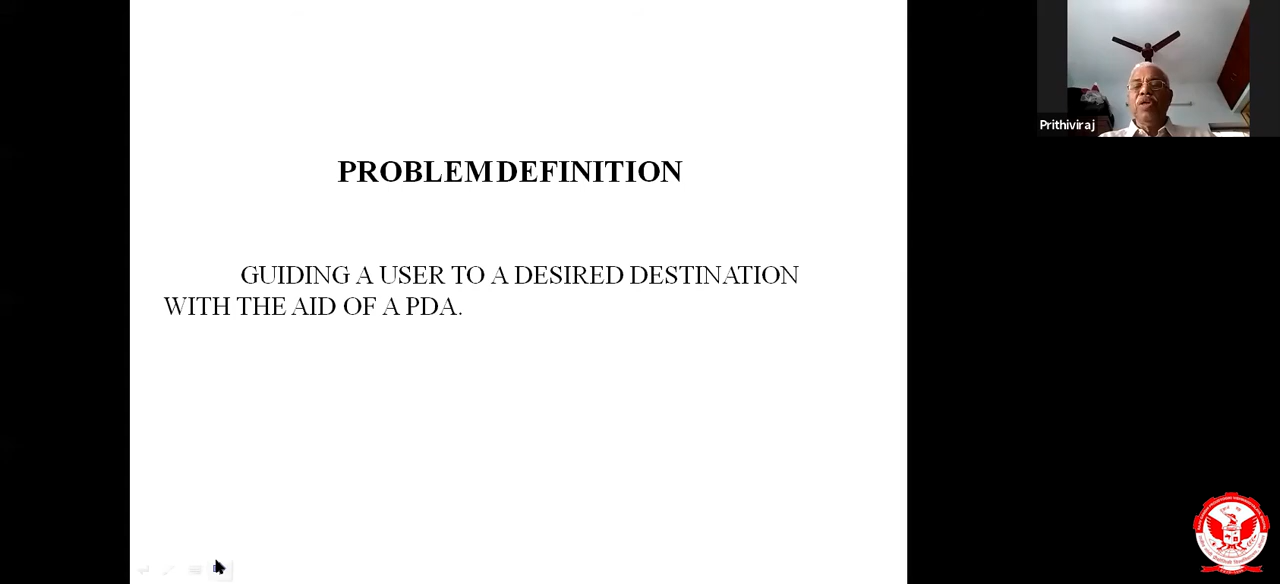 PROBLEM DEFINITION
GUIDING A USER TO A DESIRED DESTINATION
WITH THE AID OF A PDA.
Prithiviraj